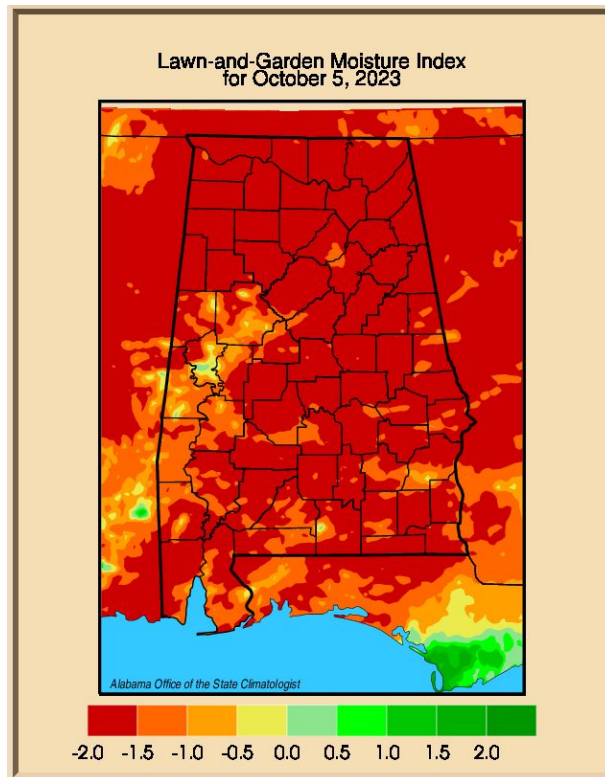 Lawn-and-Garden Moisture Index
for October 5, 2023
Alabama Office of the State Climatologist
-2.0 -1.5 -1.0 -0.5 0.0 0.5 1.0 1.5 2.0